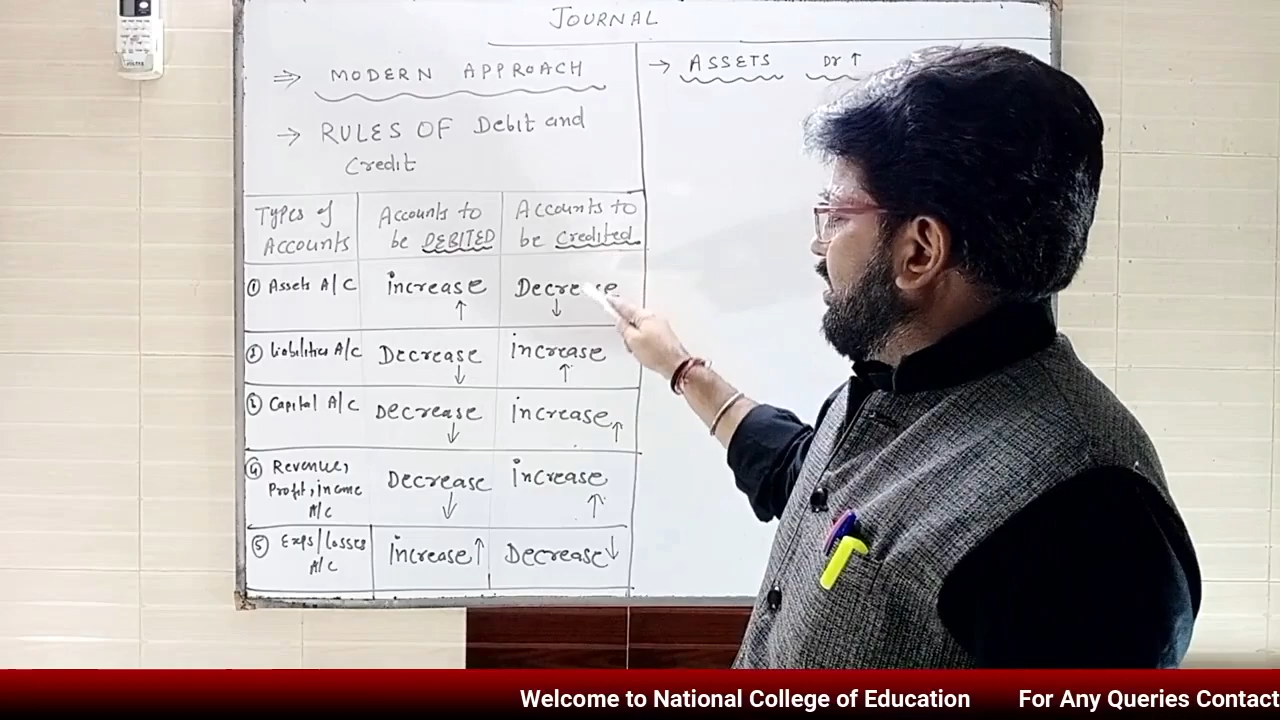 JOURNAL
⇒ MODERN APPROACH
→ RULES OF Debit and
Credit
Types of
Accounts
Accounts to
be DEBITED
Accounts to
be Credited
① Assets A/C
increase ↑
Decrease ↓
② Liabilities A/c
Decrease ↓
increase ↑
Capital A/c
Decrease ↓
increase ↑
④ Revenue,
Profit, income
A/c
Decrease ↓
increase ↑
⑤ Exps/losses
A/c
increase ↑
Decrease ↓
→ ASSETS Dr ↑
Welcome to National College of Education For Any Queries Contact